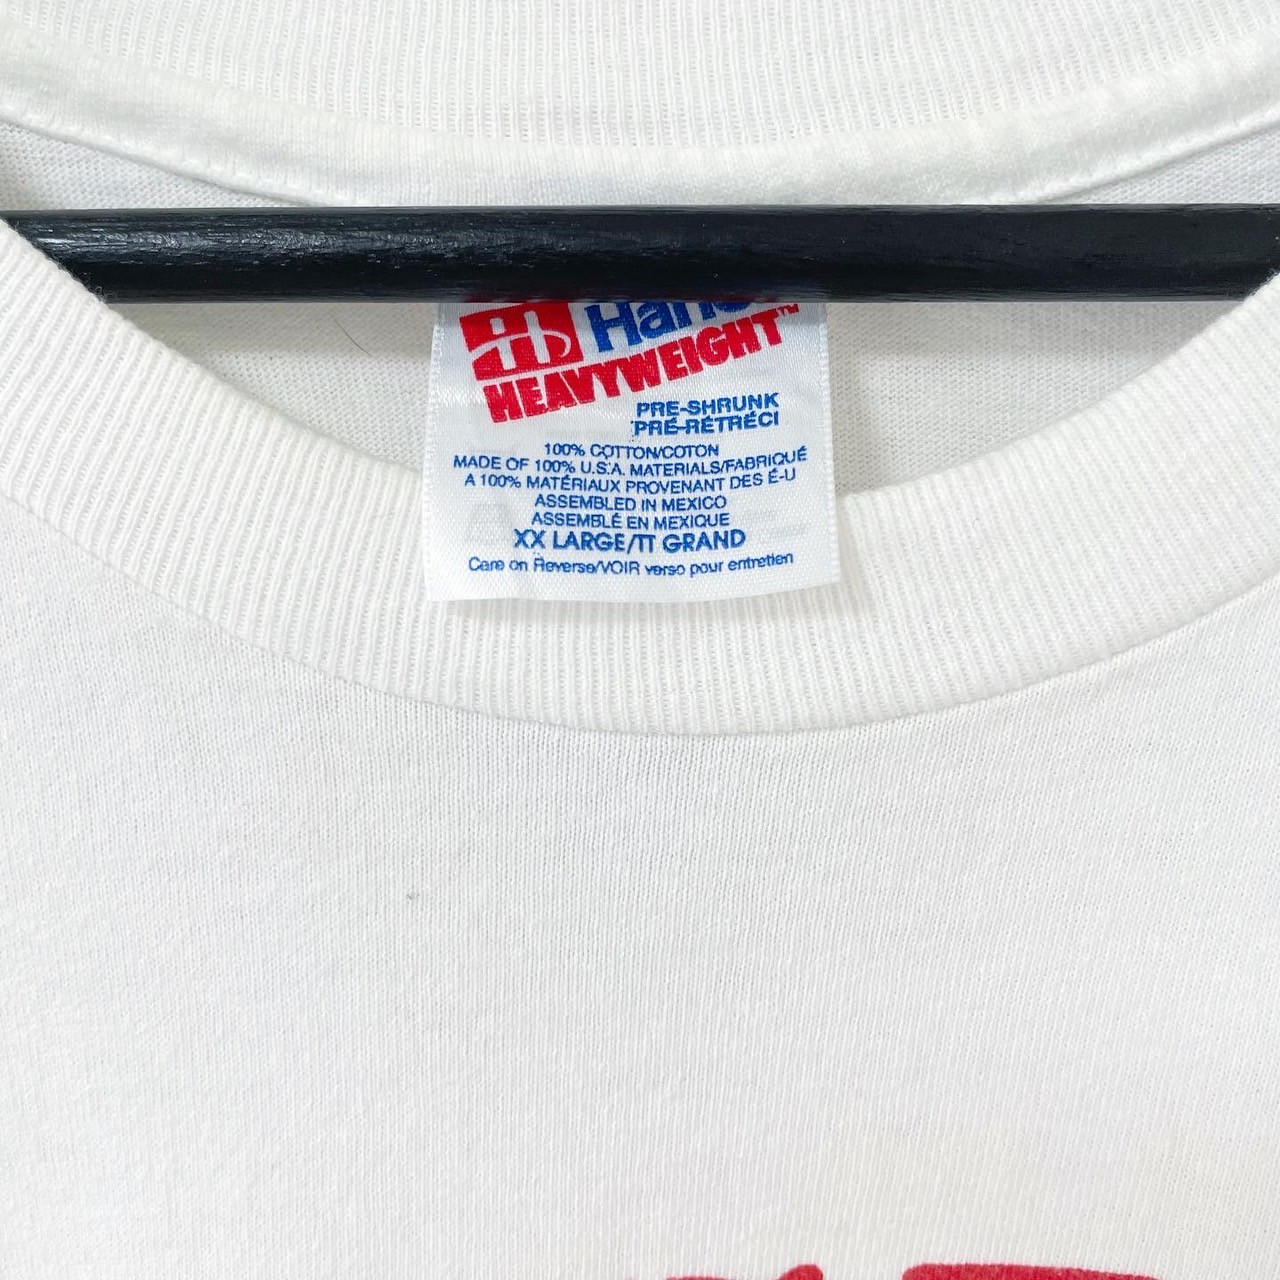 HEAVYWEIGHT™
PRE-SHRUNK
PRÉ-RÉTRÉCI
100% COTTON/COTON
MADE OF 100% U.S.A. MATERIALS/FABRIQUÉ
A 100% MATÉRIAUX PROVENANT DES É-U
ASSEMBLED IN MEXICO
ASSEMBLÉ EN MEXIQUE
XX LARGE/TT GRAND
Care on Reverse/VOIR verso pour entretien